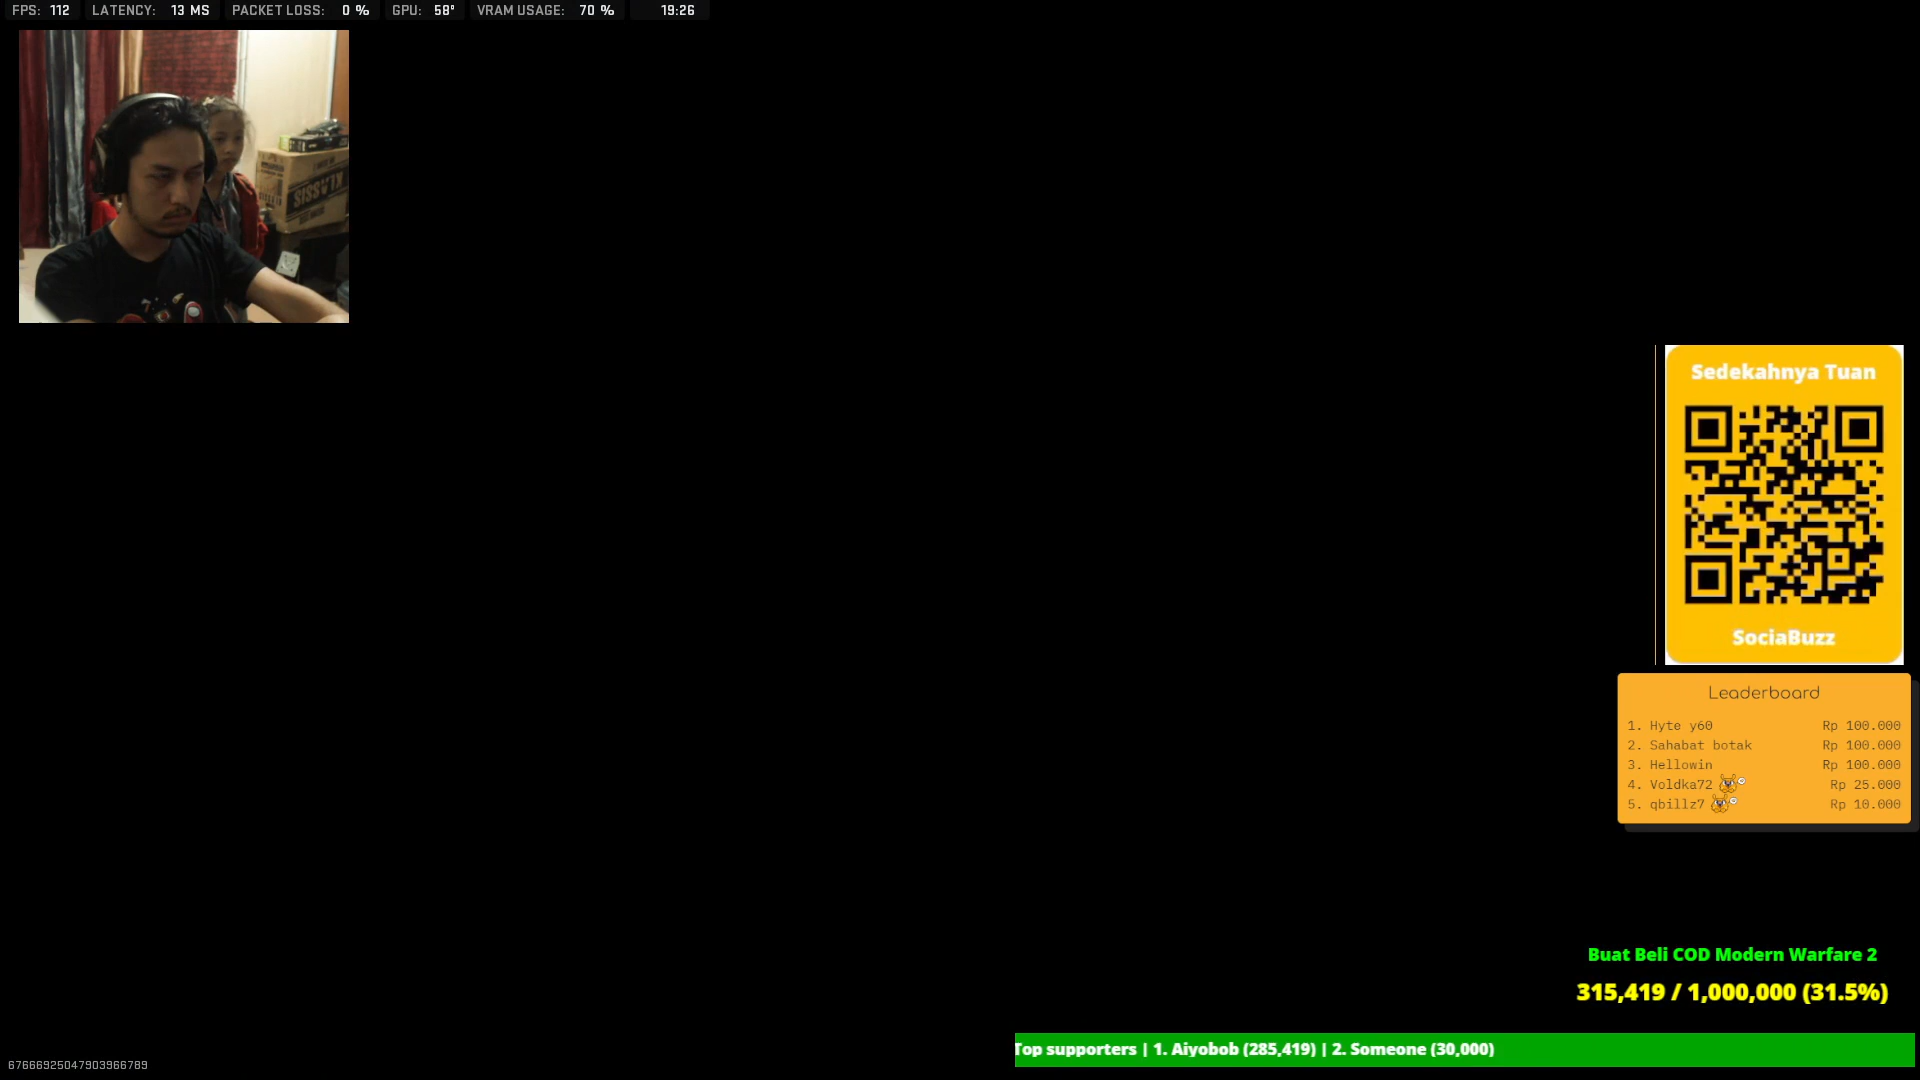 FPS: 112 LATENCY: 13 MS PACKET LOSS: 0 % GPU: 58° VRAM USAGE: 70 % 19:26
KLASSIS
Sedekahnya Tuan
SociaBuzz
Leaderboard
1. Hyte y60 Rp 100.000
2. Sahabat botak Rp 100.000
3. Hellowin Rp 100.000
4. Voldka72 Rp 25.000
5. qbillz7 Rp 10.000
Buat Beli COD Modern Warfare 2
315,419 / 1,000,000 (31.5%)
Top supporters | 1. Aiyobob (285,419) | 2. Someone (30,000)
67666925047903966789